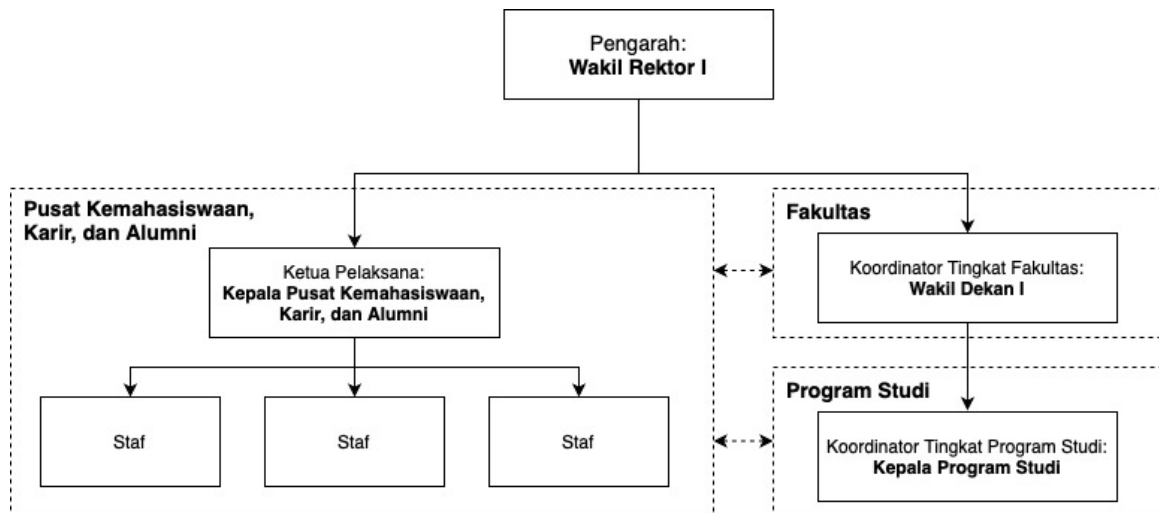 Pengarah:
Wakil Rektor I
Pusat Kemahasiswaan,
Karir, dan Alumni
Ketua Pelaksana:
Kepala Pusat Kemahasiswaan,
Karir, dan Alumni
Staf
Staf
Staf
Fakultas
Koordinator Tingkat Fakultas:
Wakil Dekan I
Program Studi
Koordinator Tingkat Program Studi:
Kepala Program Studi